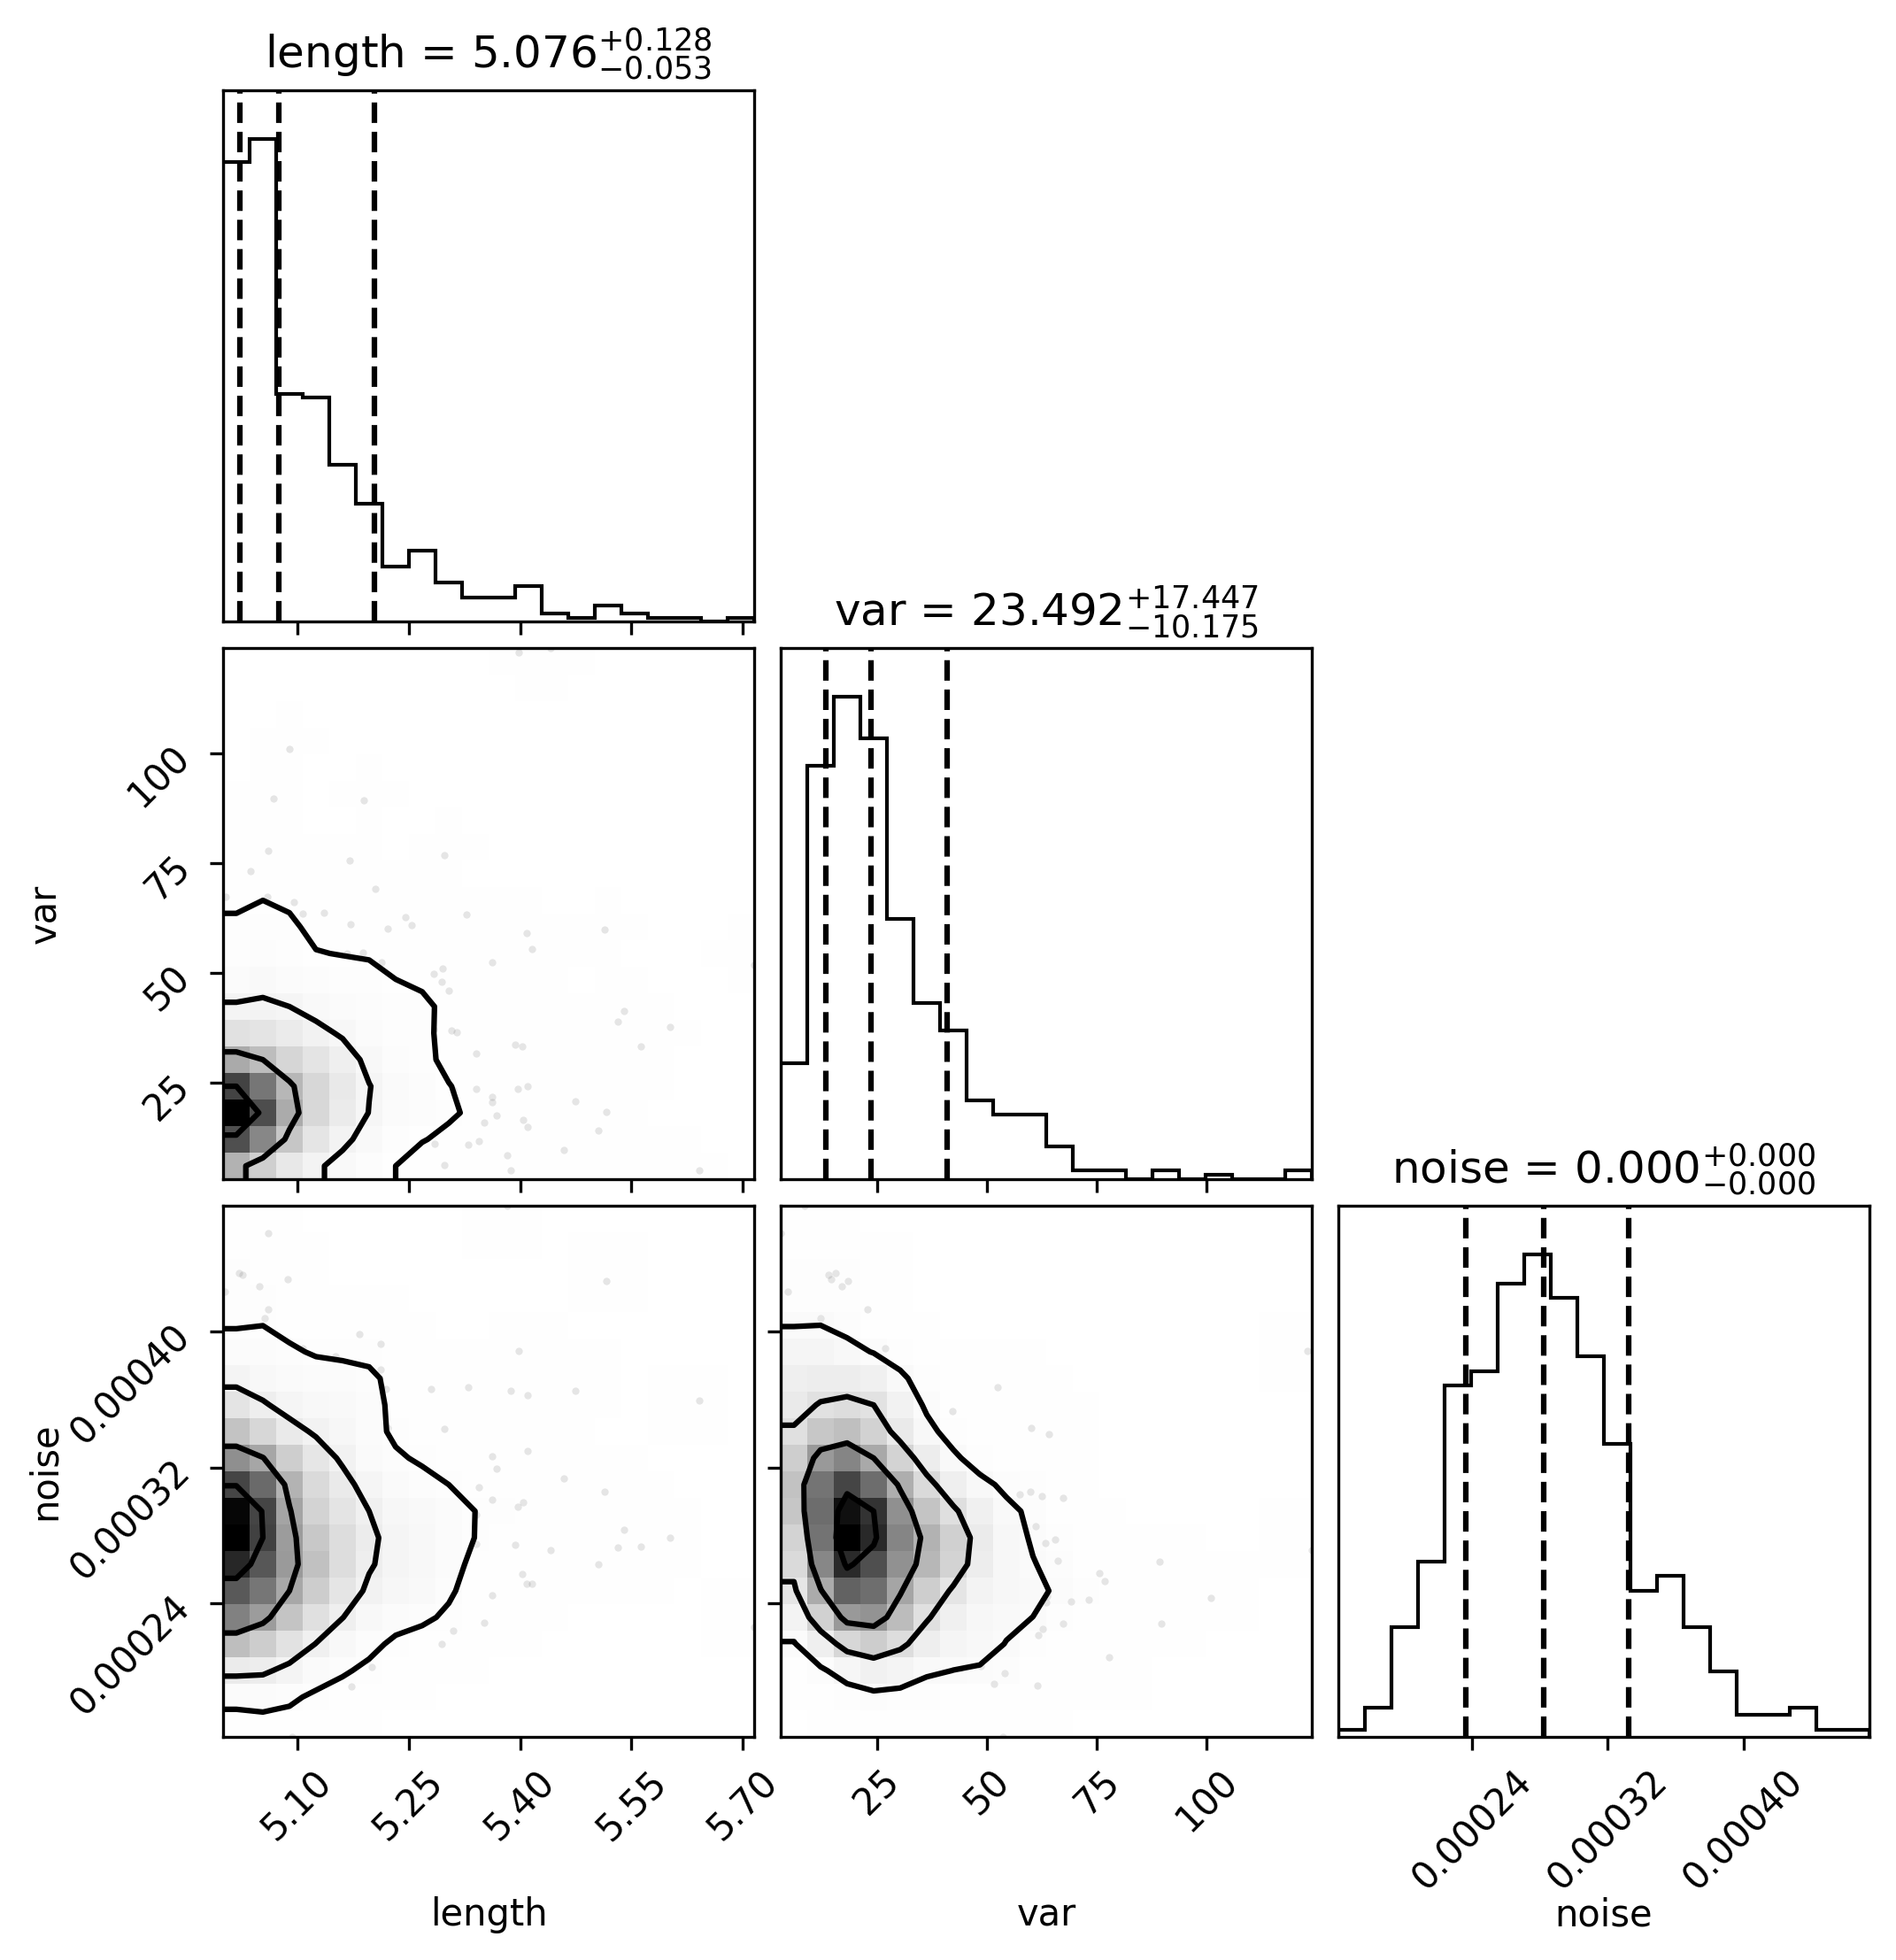 length = 5.076+0.128−0.053
var = 23.492+17.447−10.175
100
75
50
25
var
noise = 0.000+0.000−0.000
0.00040
0.00032
0.00024
noise
5.10 5.25 5.40 5.55 5.70
25 50 75 100
0.00024 0.00032 0.00040
length
var
noise